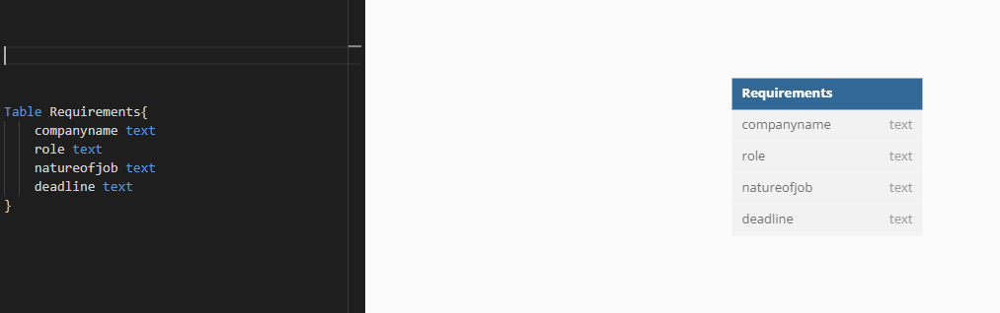 Table Requirements{
companyname text
role text
natureofjob text
deadline text
}
Requirements
companyname text
role text
natureofjob text
deadline text